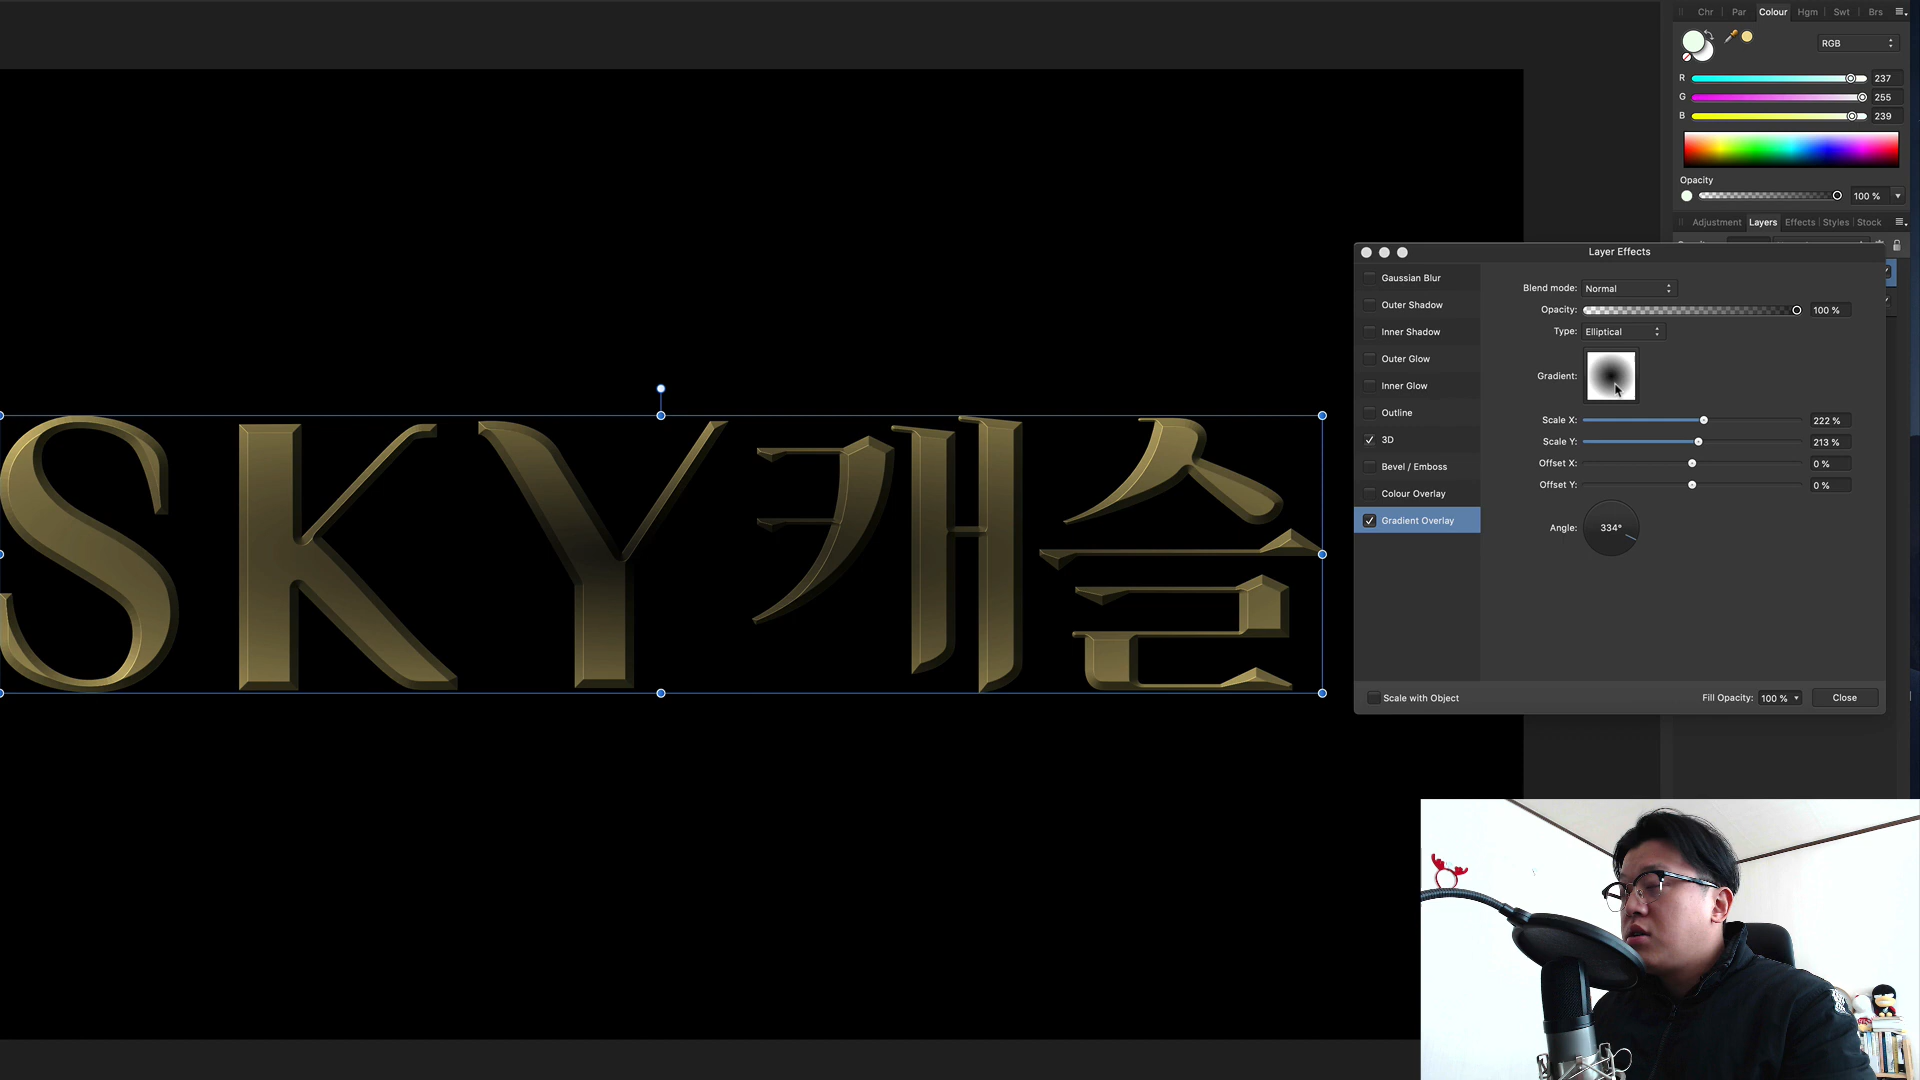 Chr Par Colour Hgm Swt Brs
RGB
R 237
G 255
B 239
Opacity
100 %
Adjustment Layers Effects Styles Stock
Layer Effects
Gaussian Blur
Outer Shadow
Inner Shadow
Outer Glow
Inner Glow
Outline
3D
Bevel / Emboss
Colour Overlay
Gradient Overlay
Blend mode: Normal
Opacity: 100 %
Type: Elliptical
Gradient:
Scale X: 222 %
Scale Y: 213 %
Offset X: 0 %
Offset Y: 0 %
Angle: 334°
Scale with Object
Fill Opacity: 100 %
Close
SKY캐슬